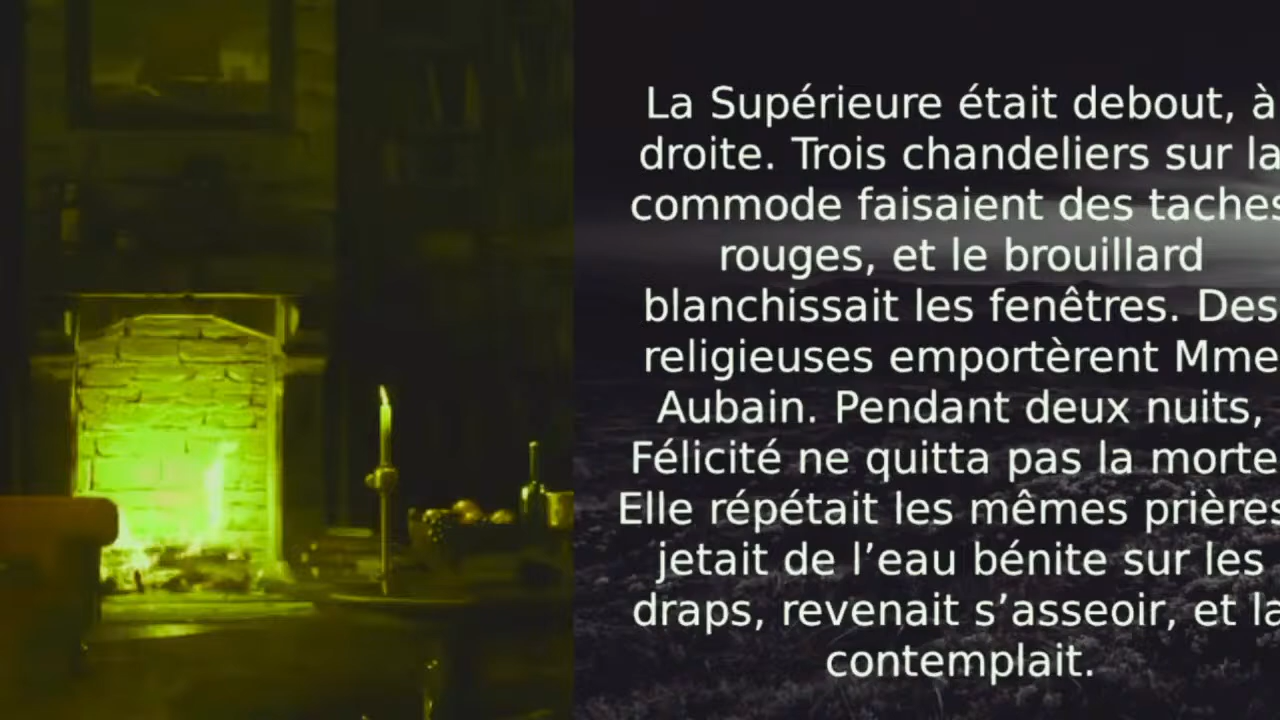 La Supérieure était debout, à
droite. Trois chandeliers sur la
commode faisaient des taches
rouges, et le brouillard
blanchissait les fenêtres. Des
religieuses emportèrent Mme
Aubain. Pendant deux nuits,
Félicité ne quitta pas la morte
Elle répétait les mêmes prières
jetait de l’eau bénite sur les
draps, revenait s’asseoir, et la
contemplait.